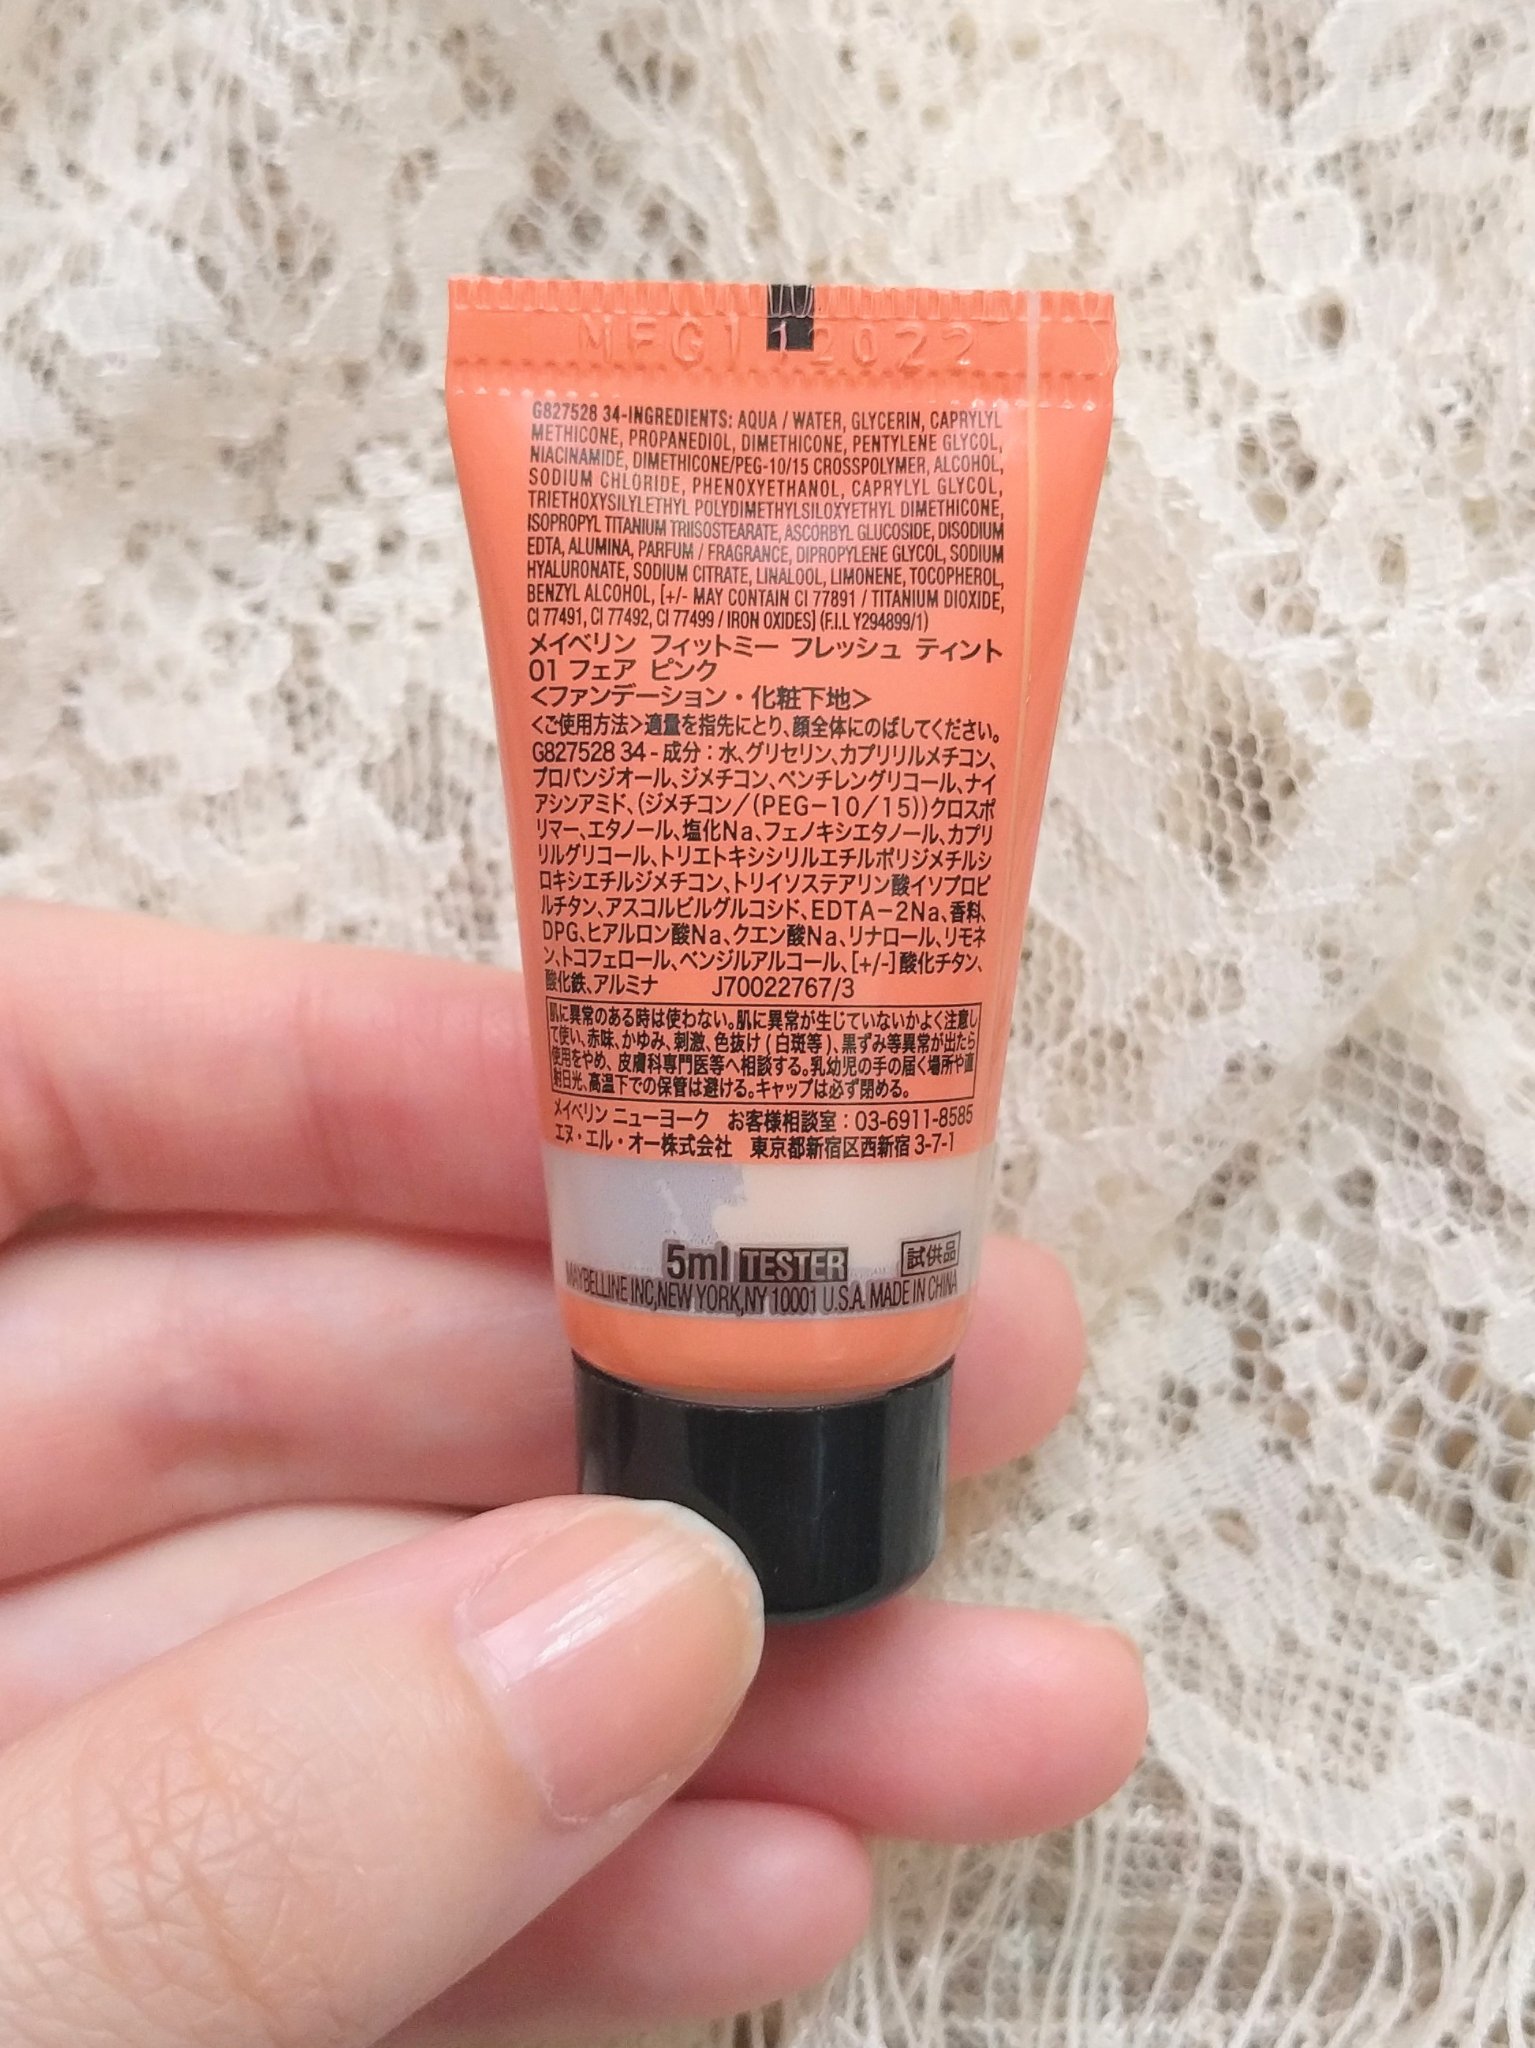 MFG112022
G827528 34-INGREDIENTS: AQUA / WATER, GLYCERIN, CAPRYLYL
METHICONE, PROPANEDIOL, DIMETHICONE, PENTYLENE GLYCOL,
NIACINAMIDE, DIMETHICONE/PEG-10/15 CROSSPOLYMER, ALCOHOL,
SODIUM CHLORIDE, PHENOXYETHANOL, CAPRYLYL GLYCOL,
TRIETHOXYSILYLETHYL POLYDIMETHYLSILOXYETHYL DIMETHICONE,
ISOPROPYL TITANIUM TRIISOSTEARATE, ASCORBYL GLUCOSIDE, DISODIUM
EDTA, ALUMINA, PARFUM / FRAGRANCE, DIPROPYLENE GLYCOL, SODIUM
HYALURONATE, SODIUM CITRATE, LINALOOL, LIMONENE, TOCOPHEROL,
BENZYL ALCOHOL, [+/- MAY CONTAIN CI 77891 / TITANIUM DIOXIDE,
CI 77491, CI 77492, CI 77499 / IRON OXIDES] (F.I.L Y294899/1)
メイベリン フィットミー フレッシュ ティント
01 フェア ピンク
<ファンデーション・化粧下地>
<ご使用方法>適量を指先にとり、顔全体にのばしてください。
G827528 34 - 成分：水、グリセリン、カプリリルメチコン、
プロパンジオール、ジメチコン、ペンチレングリコール、ナイ
アシンアミド、(ジメチコン／(PEG－10／15))クロスポ
リマー、エタノール、塩化Na、フェノキシエタノール、カプリ
リルグリコール、トリエトキシシリルエチルポリジメチルシ
ロキシエチルジメチコン、トリイソステアリン酸イソプロピ
ルチタン、アスコルビルグルコシド、EDTA－2Na、香料、
DPG、ヒアルロン酸Na、クエン酸Na、リナロール、リモネ
ン、トコフェロール、ベンジルアルコール、[+/-]酸化チタン、
酸化鉄、アルミナ J70022767/3
肌に異常のある時は使わない。肌に異常が生じていないかよく注意し
て使い、赤味、かゆみ、刺激、色抜け(白斑等)、黒ずみ等異常が出たら
使用をやめ、皮膚科専門医等へ相談する。乳幼児の手の届く場所や直
射日光、高温下での保管は避ける。キャップは必ず閉める。
メイベリン ニューヨーク お客様相談室：03-6911-8585
エヌ・エル・オー株式会社 東京都新宿区西新宿 3-7-1
5ml TESTER 試供品
MAYBELLINE INC,NEW YORK,NY 10001 U.S.A. MADE IN CHINA